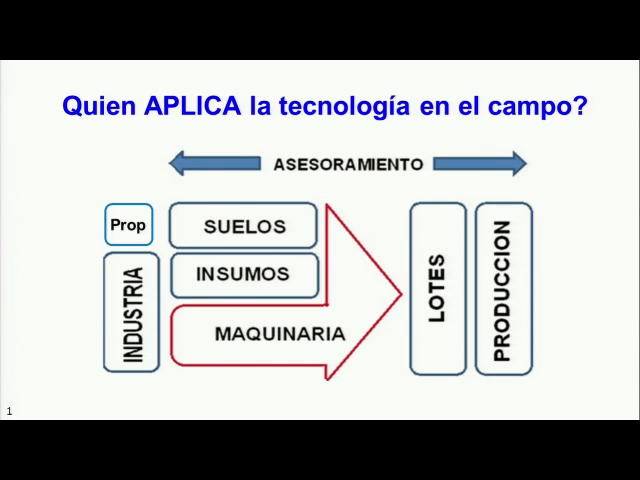 Quien APLICA la tecnología en el campo?
ASESORAMIENTO
Prop
SUELOS
INSUMOS
INDUSTRIA
MAQUINARIA
LOTES
PRODUCCION
1